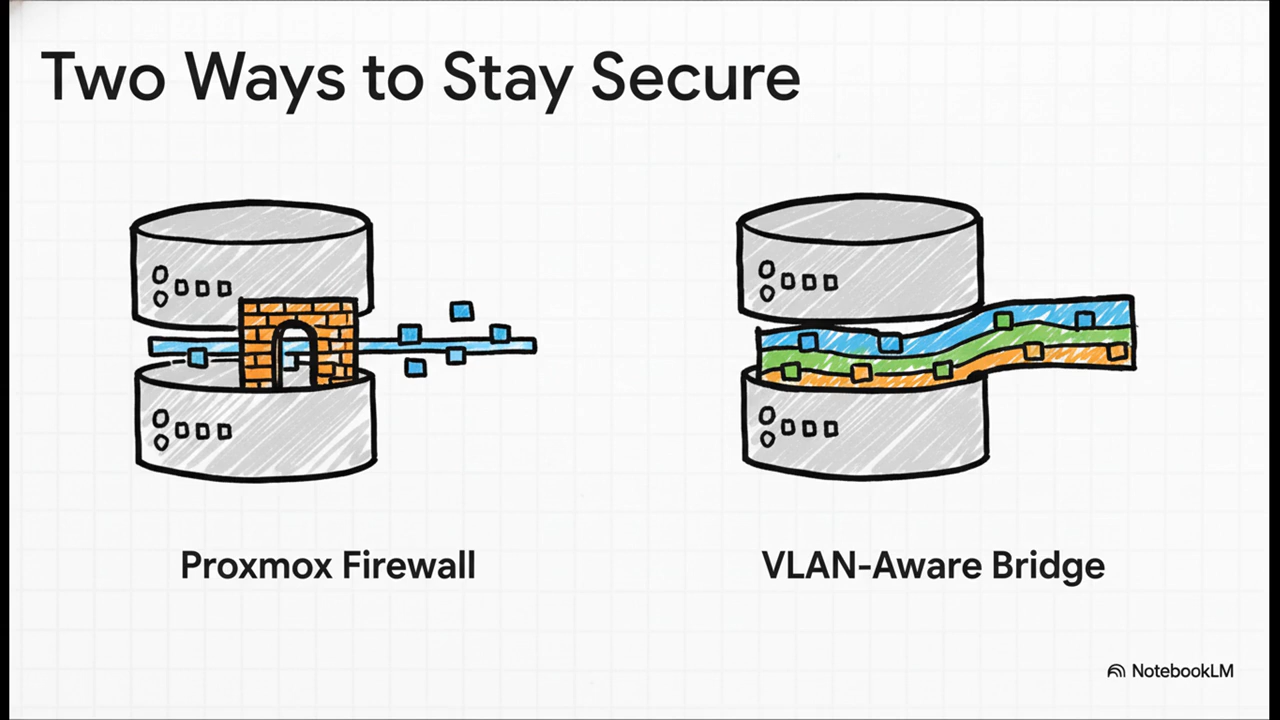 Two Ways to Stay Secure
Proxmox Firewall
VLAN-Aware Bridge
NotebookLM